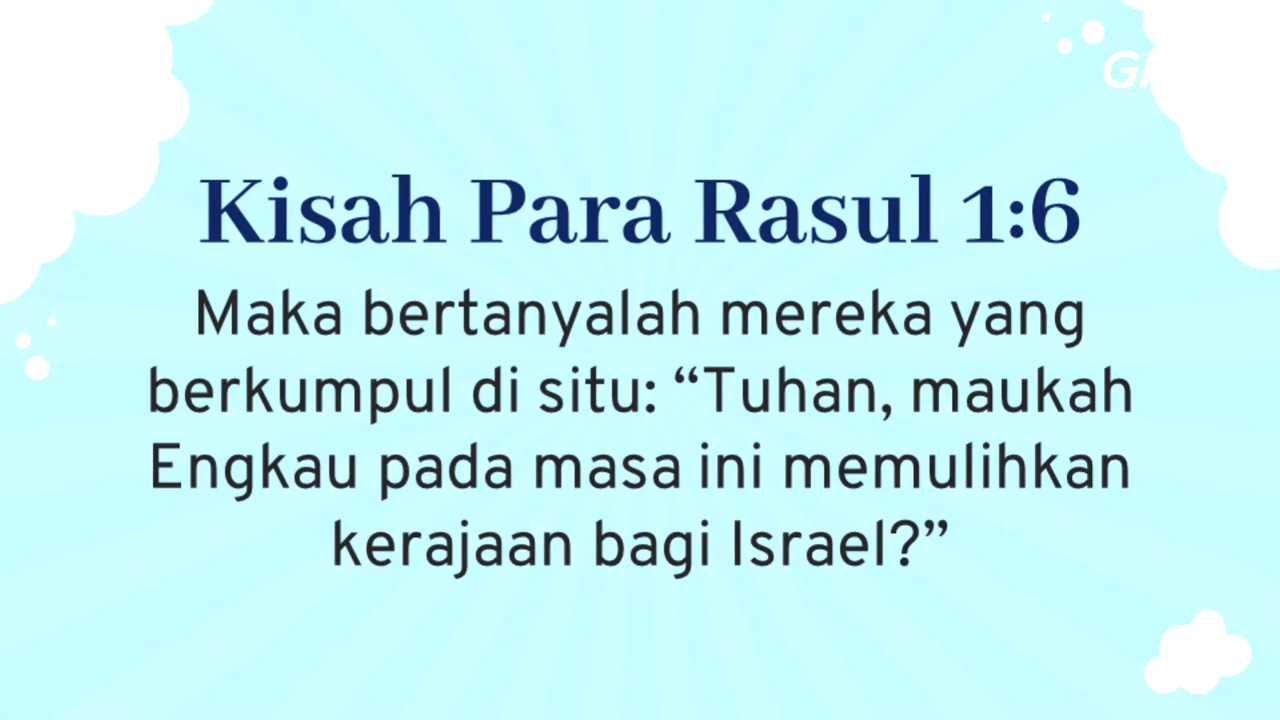 Kisah Para Rasul 1:6
Maka bertanyalah mereka yang
berkumpul di situ: “Tuhan, maukah
Engkau pada masa ini memulihkan
kerajaan bagi Israel?”